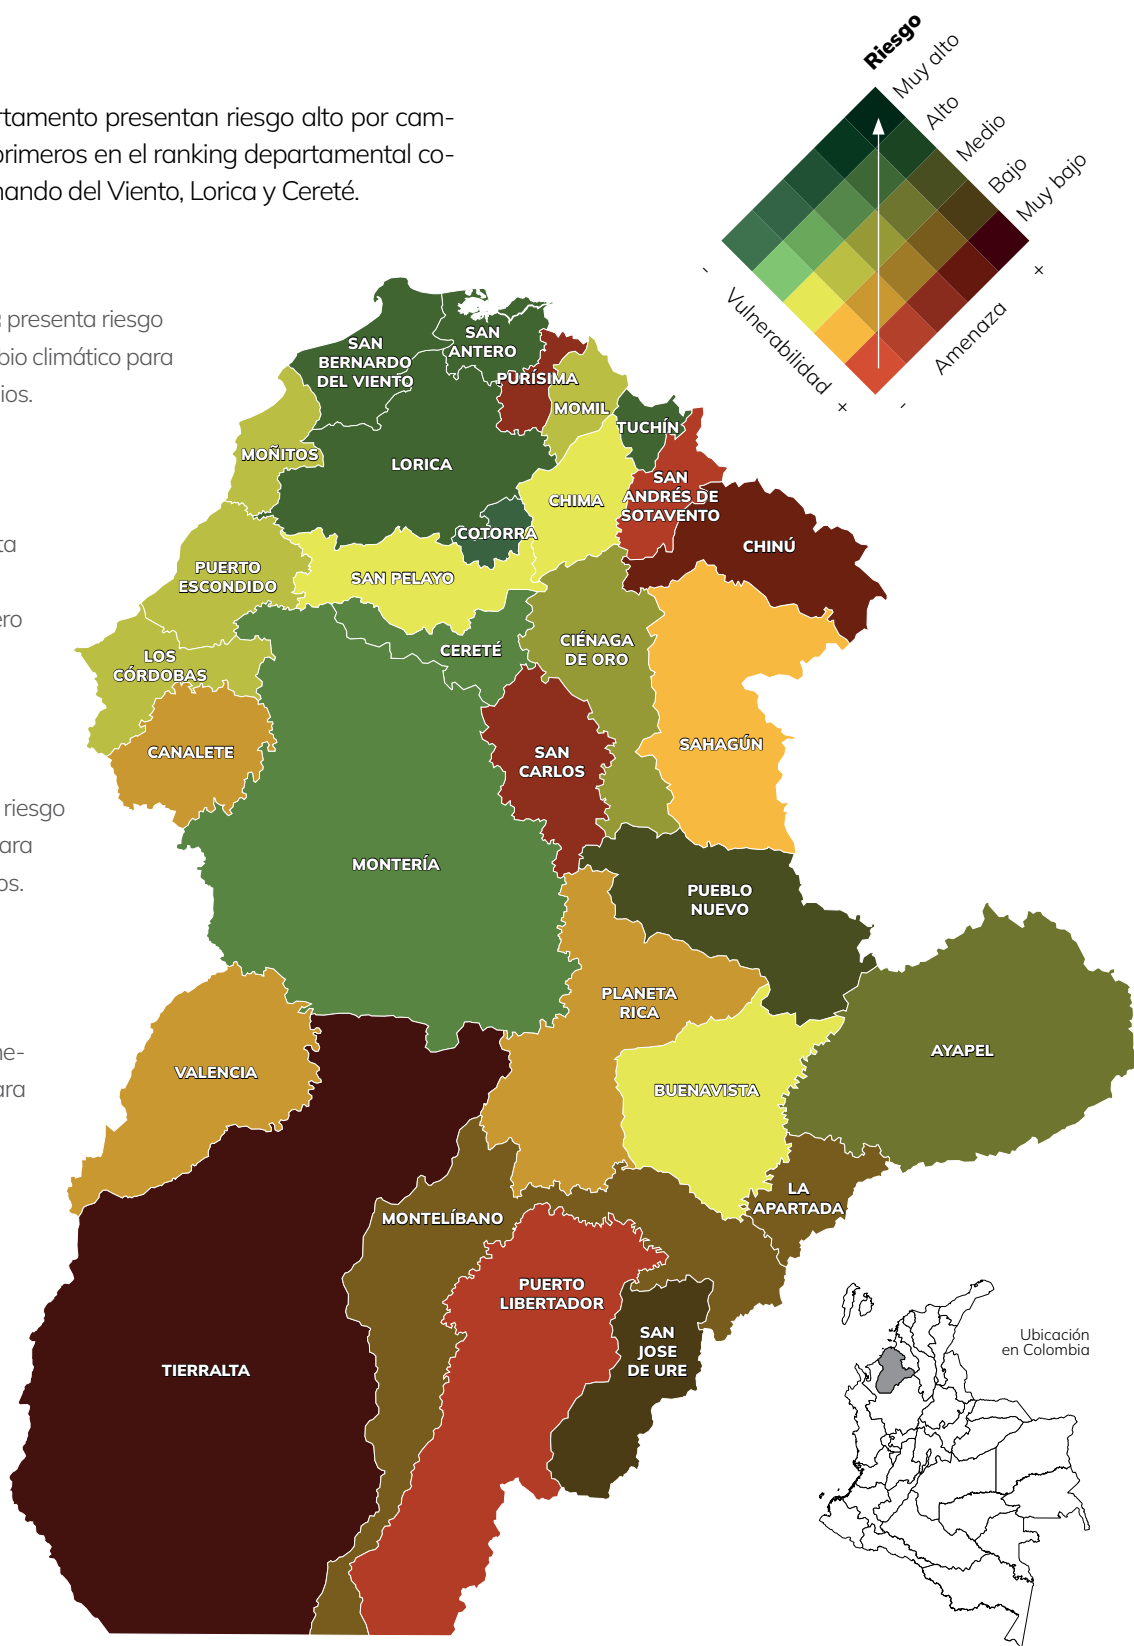 Riesgo
Muy alto
Alto
Medio
Bajo
Muy bajo
-
+
Vulnerabilidad
Amenaza
+
-
rtamento presentan riesgo alto por cam-
primeros en el ranking departamental co-
nando del Viento, Lorica y Cereté.
presenta riesgo
bio climático para
ios.
ta
ero
riesgo
ara
os.
ne-
ara
SAN
BERNARDO
DEL VIENTO
SAN
ANTERO
PURÍSIMA
MOMIL
TUCHÍN
MOÑITOS
LORICA
SAN
ANDRÉS DE
SOTAVENTO
CHIMA
COTORRA
CHINÚ
PUERTO
ESCONDIDO
SAN PELAYO
CERETÉ
CIÉNAGA
DE ORO
LOS
CÓRDOBAS
CANALETE
SAN
CARLOS
SAHAGÚN
MONTERÍA
PUEBLO
NUEVO
PLANETA
RICA
AYAPEL
VALENCIA
BUENAVISTA
LA
APARTADA
MONTELÍBANO
PUERTO
LIBERTADOR
SAN
JOSE
DE URE
TIERRALTA
Ubicación
en Colombia